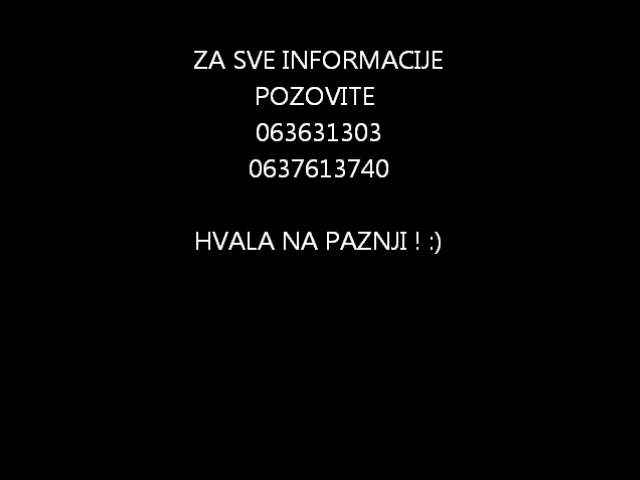 ZA SVE INFORMACIJE
POZOVITE
063631303
0637613740
HVALA NA PAZNJI ! :)